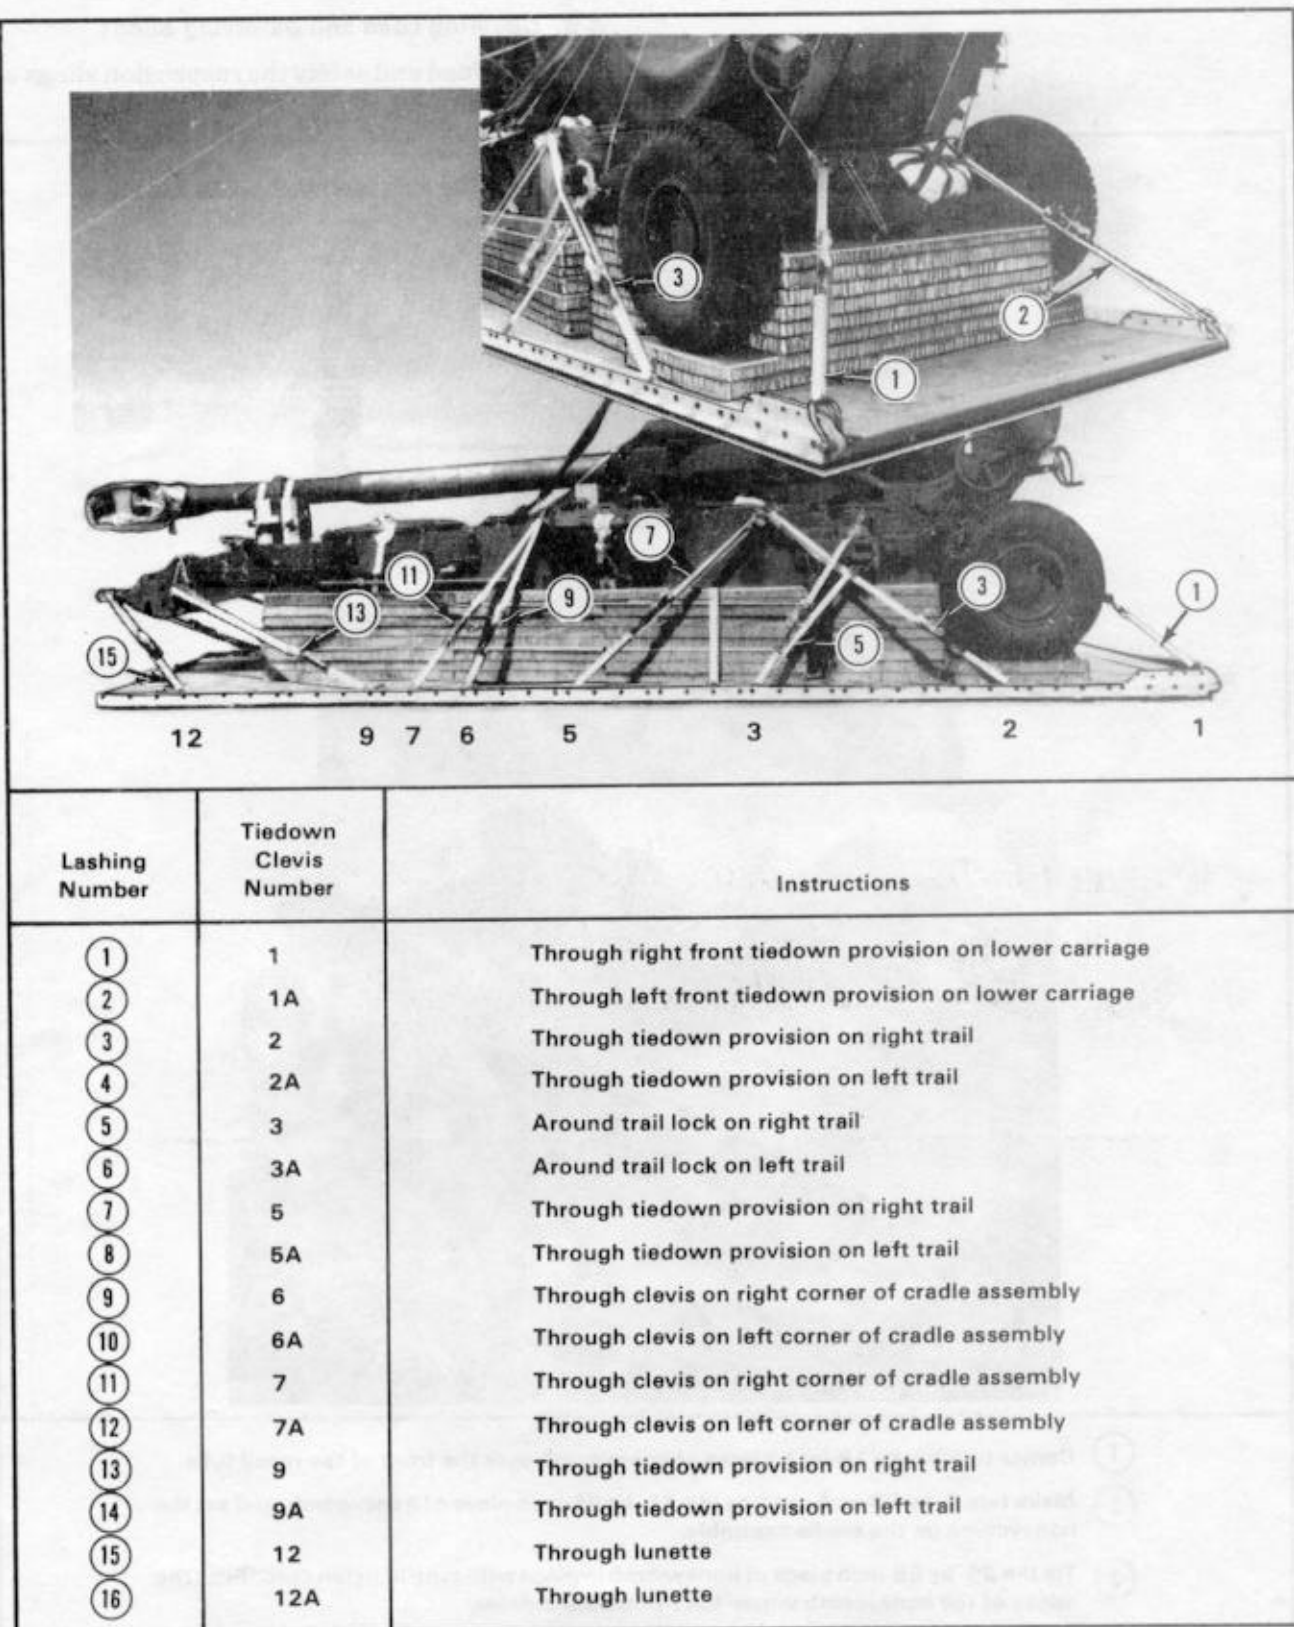 3
2
1
7
11
9
3
1
13
5
15
12 9 7 6 5 3 2 1
Lashing Number
Tiedown Clevis Number
Instructions
1 1 Through right front tiedown provision on lower carriage
2 1A Through left front tiedown provision on lower carriage
3 2 Through tiedown provision on right trail
4 2A Through tiedown provision on left trail
5 3 Around trail lock on right trail
6 3A Around trail lock on left trail
7 5 Through tiedown provision on right trail
8 5A Through tiedown provision on left trail
9 6 Through clevis on right corner of cradle assembly
10 6A Through clevis on left corner of cradle assembly
11 7 Through clevis on right corner of cradle assembly
12 7A Through clevis on left corner of cradle assembly
13 9 Through tiedown provision on right trail
14 9A Through tiedown provision on left trail
15 12 Through lunette
16 12A Through lunette